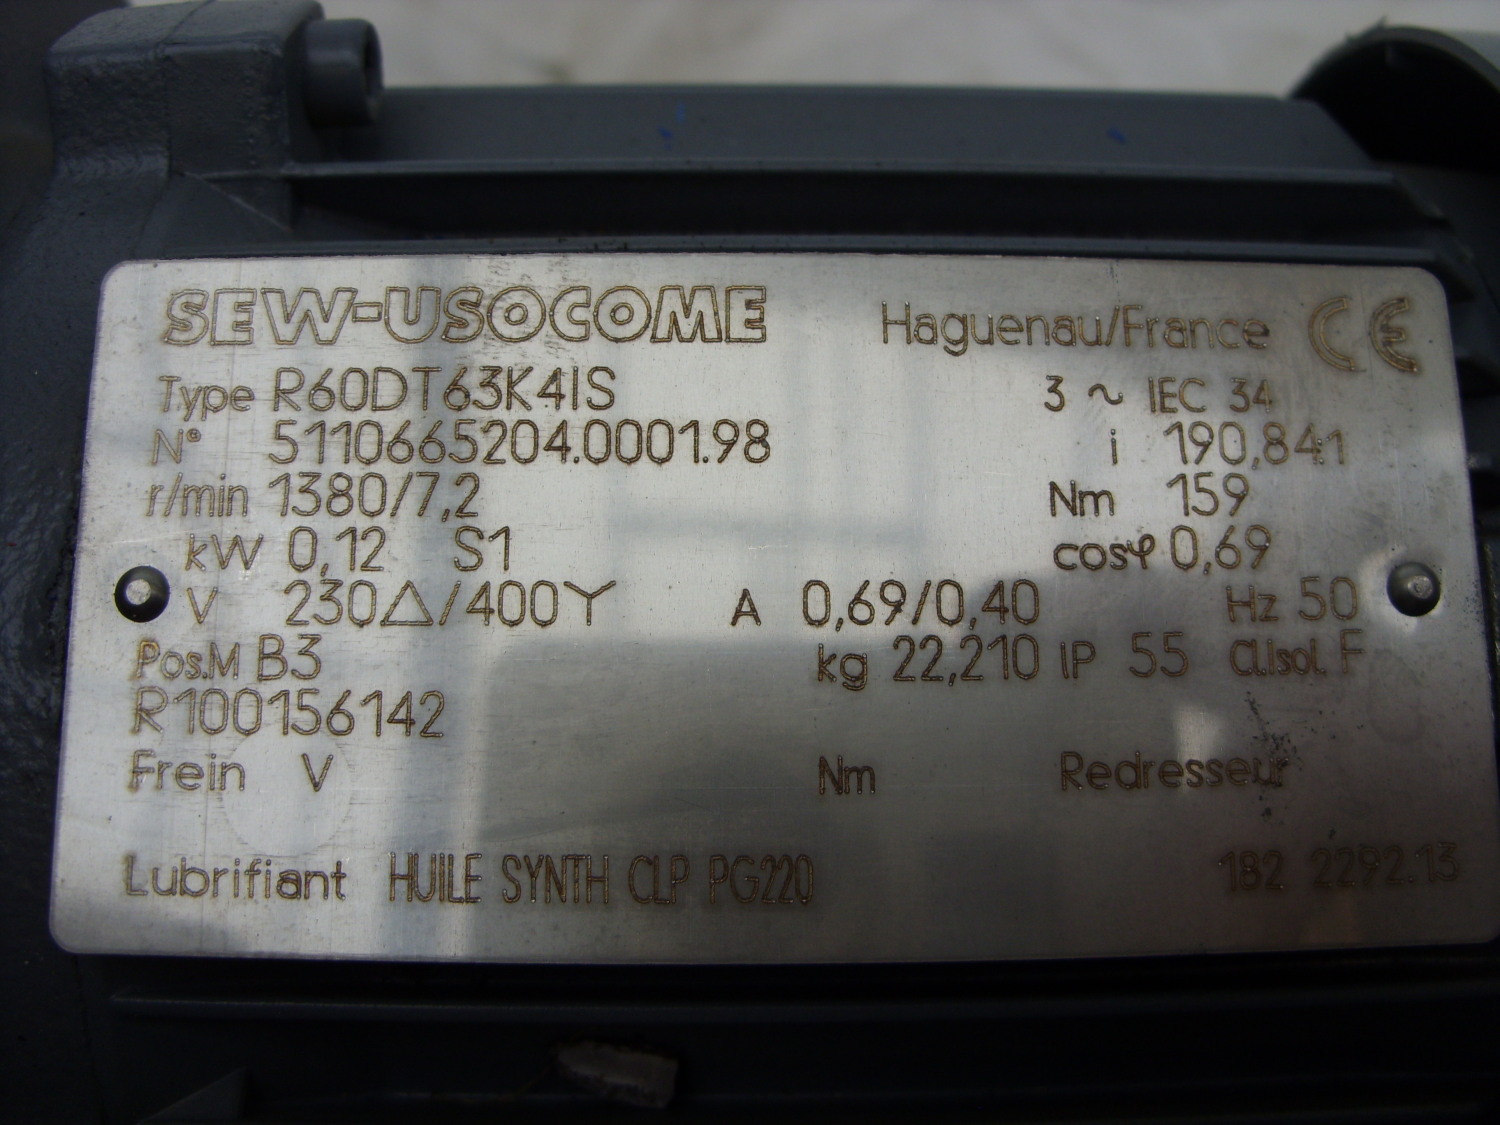 SEW-USOCOME Haguenau/France CE
Type R60DT63K4IS 3 ~ IEC 34
N° 5110665204.0001.98 i 190,84:1
r/min 1380/7,2 Nm 159
kW 0,12 S1 cosφ 0,69
V 230△/400Y A 0,69/0,40 Hz 50
Pos.M B3 kg 22,210 IP 55 Cl.Isol. F
R100156142
Frein V Nm Redresseur
Lubrifiant HUILE SYNTH CLP PG220 182 2292.13